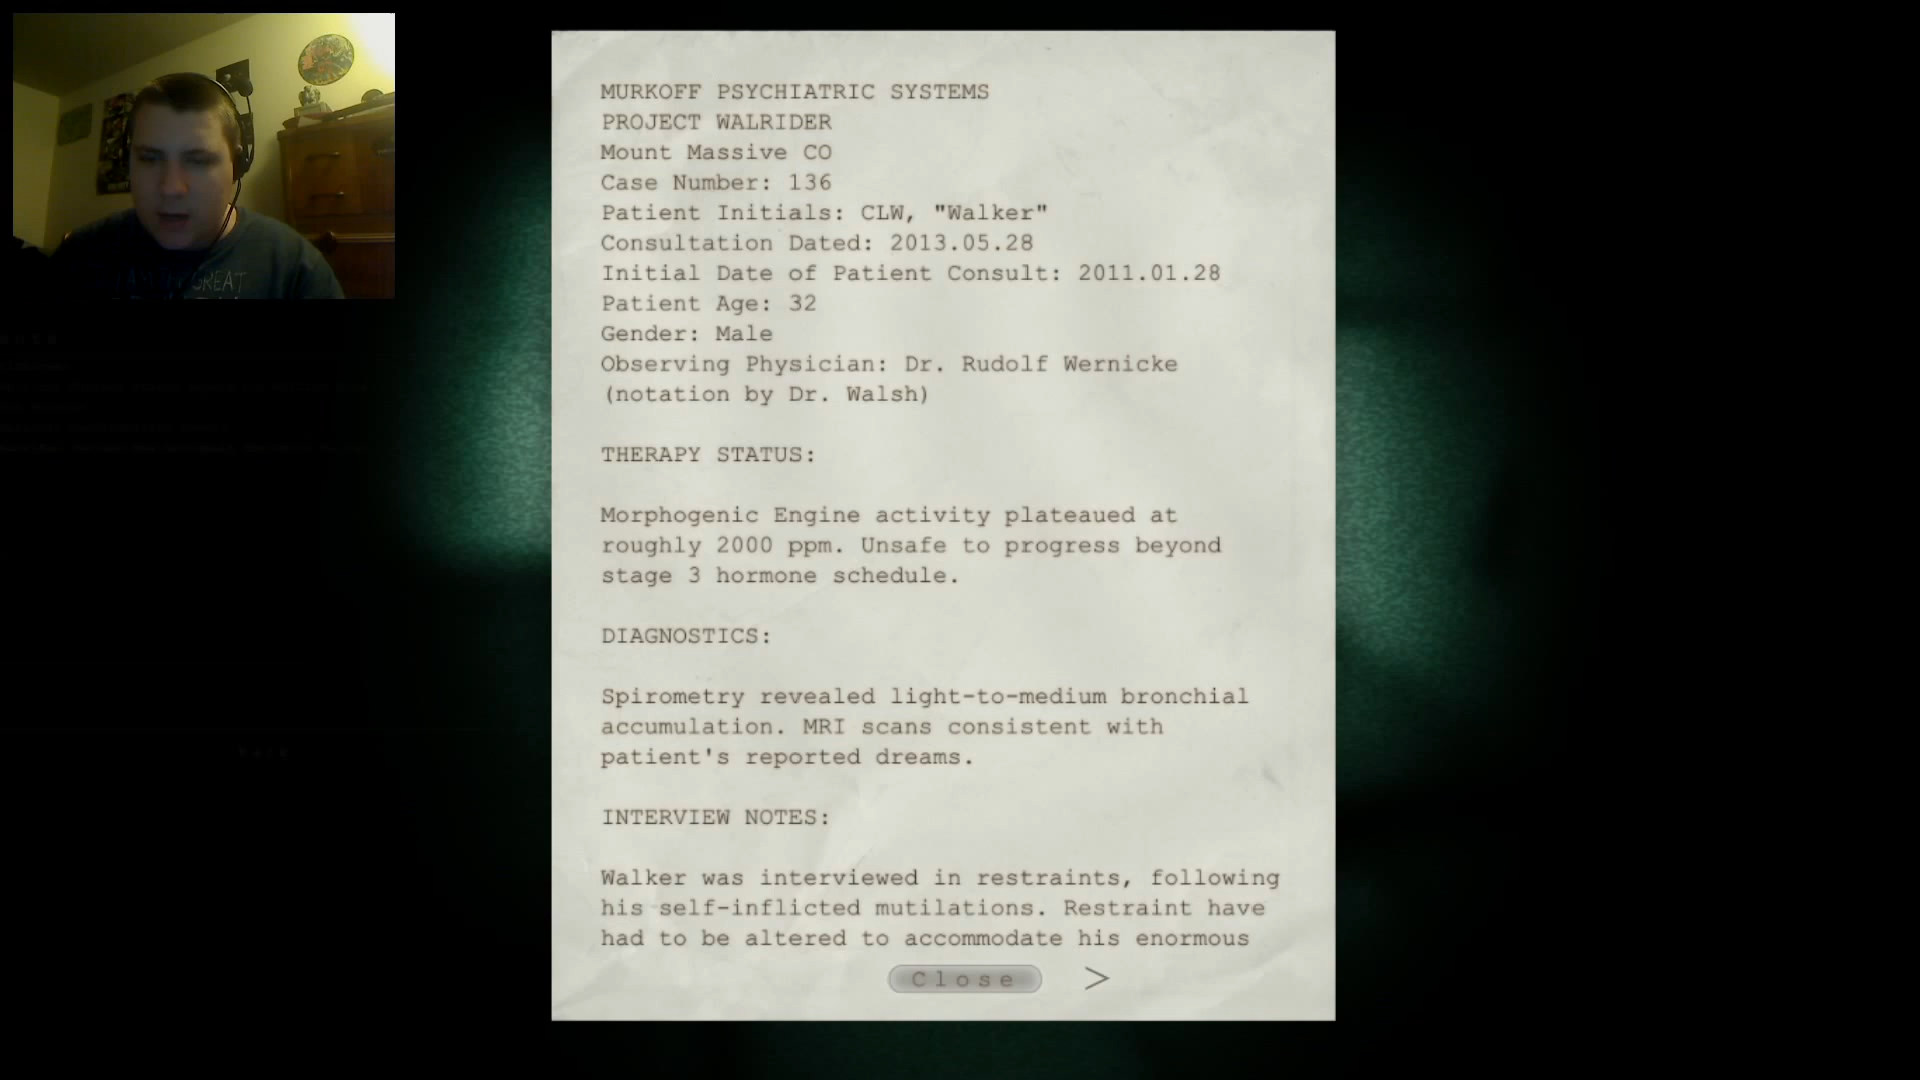 MURKOFF PSYCHIATRIC SYSTEMS
PROJECT WALRIDER
Mount Massive CO
Case Number: 136
Patient Initials: CLW, "Walker"
Consultation Dated: 2013.05.28
Initial Date of Patient Consult: 2011.01.28
Patient Age: 32
Gender: Male
Observing Physician: Dr. Rudolf Wernicke
(notation by Dr. Walsh)
THERAPY STATUS:
Morphogenic Engine activity plateaued at
roughly 2000 ppm. Unsafe to progress beyond
stage 3 hormone schedule.
DIAGNOSTICS:
Spirometry revealed light-to-medium bronchial
accumulation. MRI scans consistent with
patient's reported dreams.
INTERVIEW NOTES:
Walker was interviewed in restraints, following
his self-inflicted mutilations. Restraint have
had to be altered to accommodate his enormous
Close >
GREAT